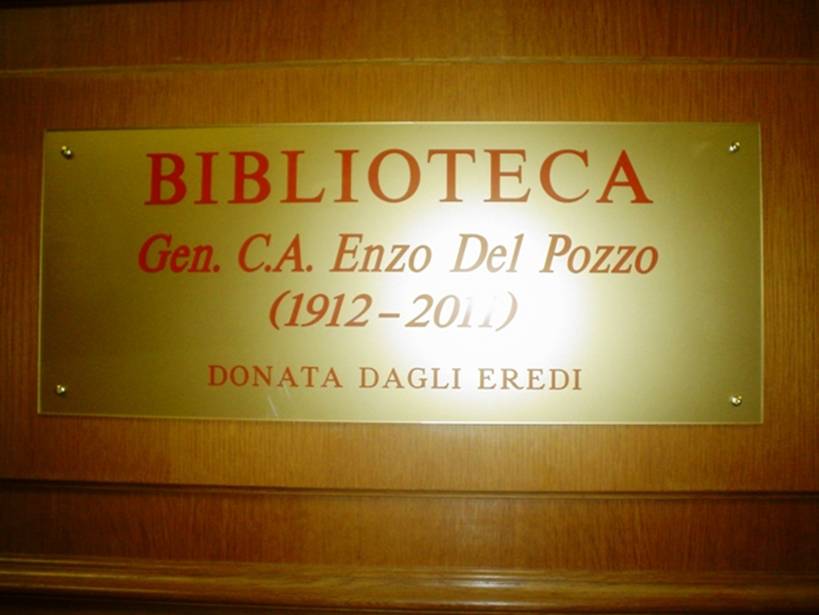 BIBLIOTECA
Gen. C.A. Enzo Del Pozzo
(1912-2011)
DONATA DAGLI EREDI